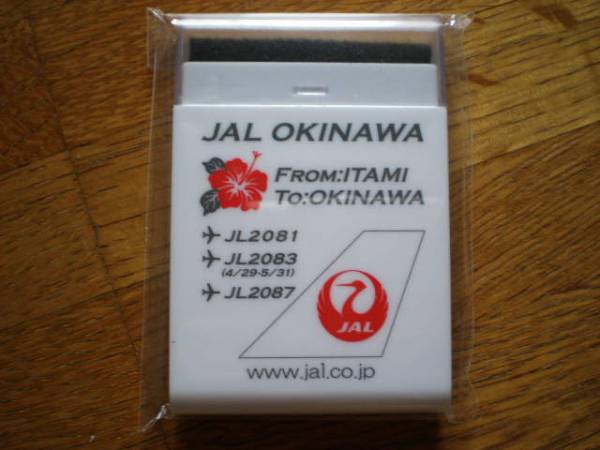 JAL OKINAWA
FROM:ITAMI
TO:OKINAWA
JL2081
JL2083
(4/29-5/31)
JL2087
JAL
www.jal.co.jp